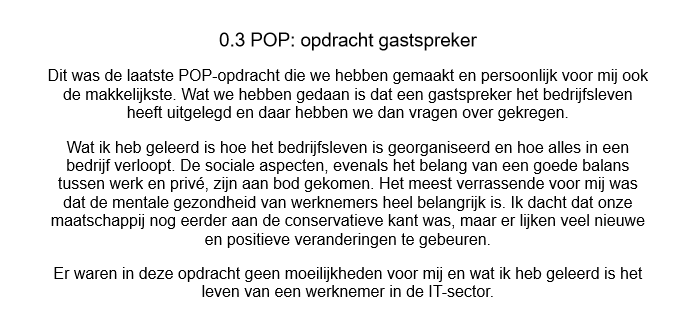 0.3 POP: opdracht gastspreker
Dit was de laatste POP-opdracht die we hebben gemaakt en persoonlijk voor mij ook
de makkelijkste. Wat we hebben gedaan is dat een gastspreker het bedrijfsleven
heeft uitgelegd en daar hebben we dan vragen over gekregen.
Wat ik heb geleerd is hoe het bedrijfsleven is georganiseerd en hoe alles in een
bedrijf verloopt. De sociale aspecten, evenals het belang van een goede balans
tussen werk en privé, zijn aan bod gekomen. Het meest verrassende voor mij was
dat de mentale gezondheid van werknemers heel belangrijk is. Ik dacht dat onze
maatschappij nog eerder aan de conservatieve kant was, maar er lijken veel nieuwe
en positieve veranderingen te gebeuren.
Er waren in deze opdracht geen moeilijkheden voor mij en wat ik heb geleerd is het
leven van een werknemer in de IT-sector.